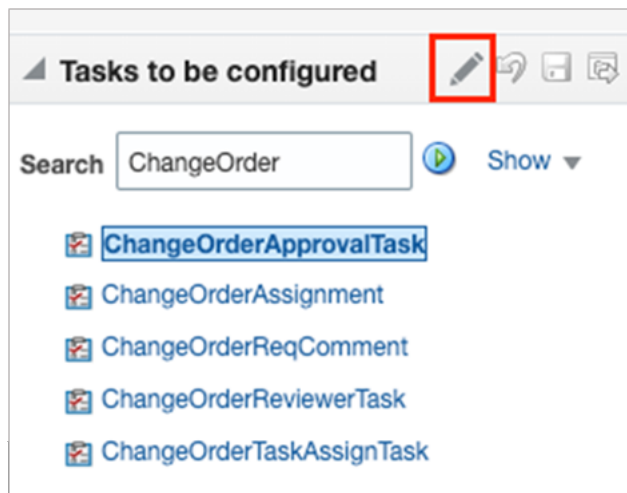 Tasks to be configured
Search ChangeOrder Show
ChangeOrderApprovalTask
ChangeOrderAssignment
ChangeOrderReqComment
ChangeOrderReviewerTask
ChangeOrderTaskAssignTask